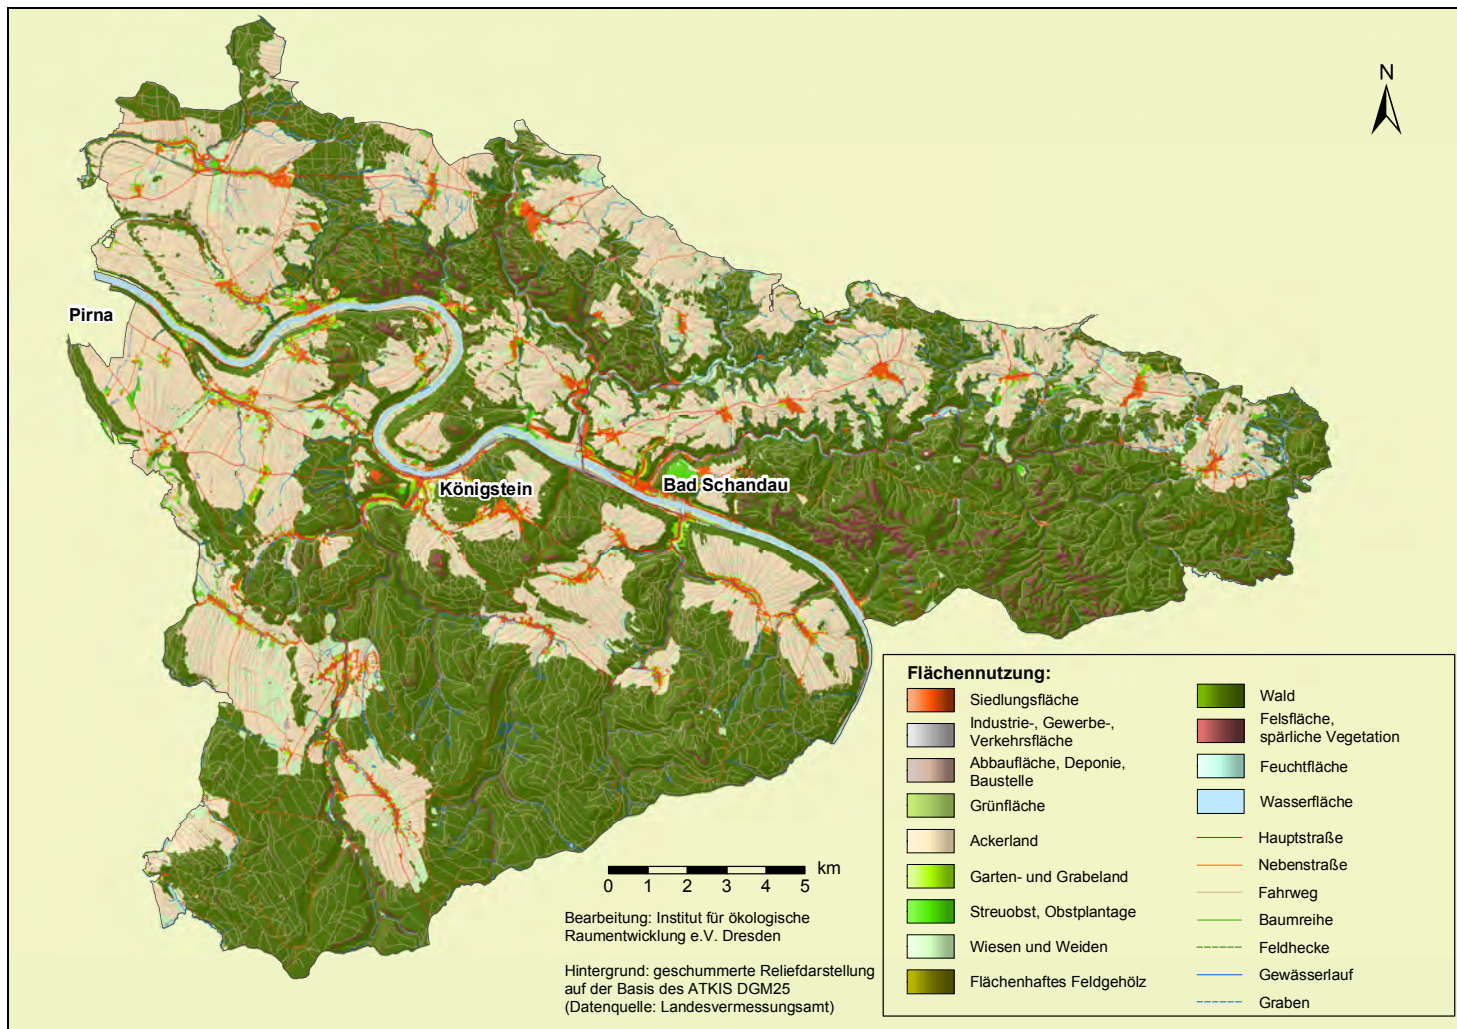 N
Pirna
Königstein
Bad Schandau
km
0 1 2 3 4 5
Bearbeitung: Institut für ökologische
Raumentwicklung e.V. Dresden
Hintergrund: geschummerte Reliefdarstellung
auf der Basis des ATKIS DGM25
(Datenquelle: Landesvermessungsamt)
Flächennutzung:
Siedlungsfläche
Industrie-, Gewerbe-,
Verkehrsfläche
Abbaufläche, Deponie,
Baustelle
Grünfläche
Ackerland
Garten- und Grabeland
Streuobst, Obstplantage
Wiesen und Weiden
Flächenhaftes Feldgehölz
Wald
Felsfläche,
spärliche Vegetation
Feuchtfläche
Wasserfläche
Hauptstraße
Nebenstraße
Fahrweg
Baumreihe
Feldhecke
Gewässerlauf
Graben